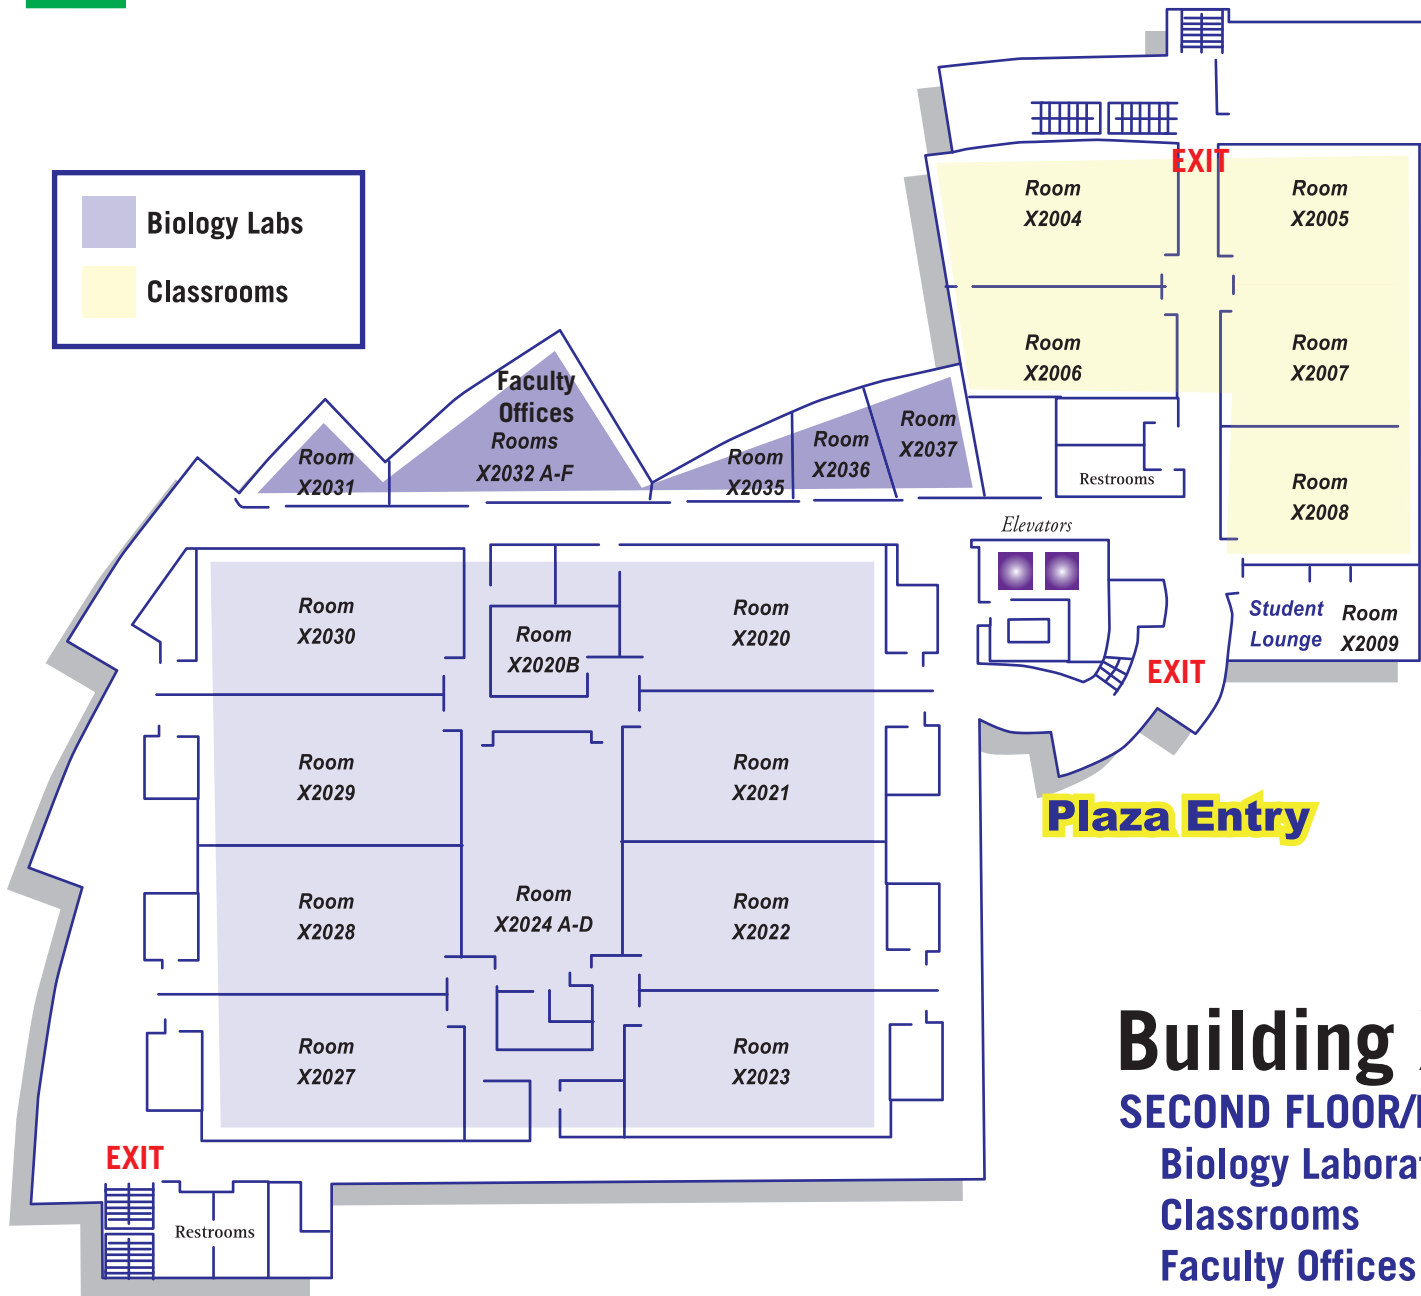 EXIT
Room
X2004
Room
X2005
Biology Labs
Classrooms
Room
X2006
Room
X2007
Faculty
Offices
Rooms
X2032 A-F
Room
X2031
Room
X2035
Room
X2036
Room
X2037
Restrooms
Room
X2008
Elevators
Student
Lounge
Room
X2009
EXIT
Room
X2030
Room
X2020B
Room
X2020
Room
X2029
Room
X2021
Plaza Entry
Room
X2028
Room
X2024 A-D
Room
X2022
Room
X2027
Room
X2023
EXIT
Restrooms
Building
SECOND FLOOR/
Biology Labora
Classrooms
Faculty Offices